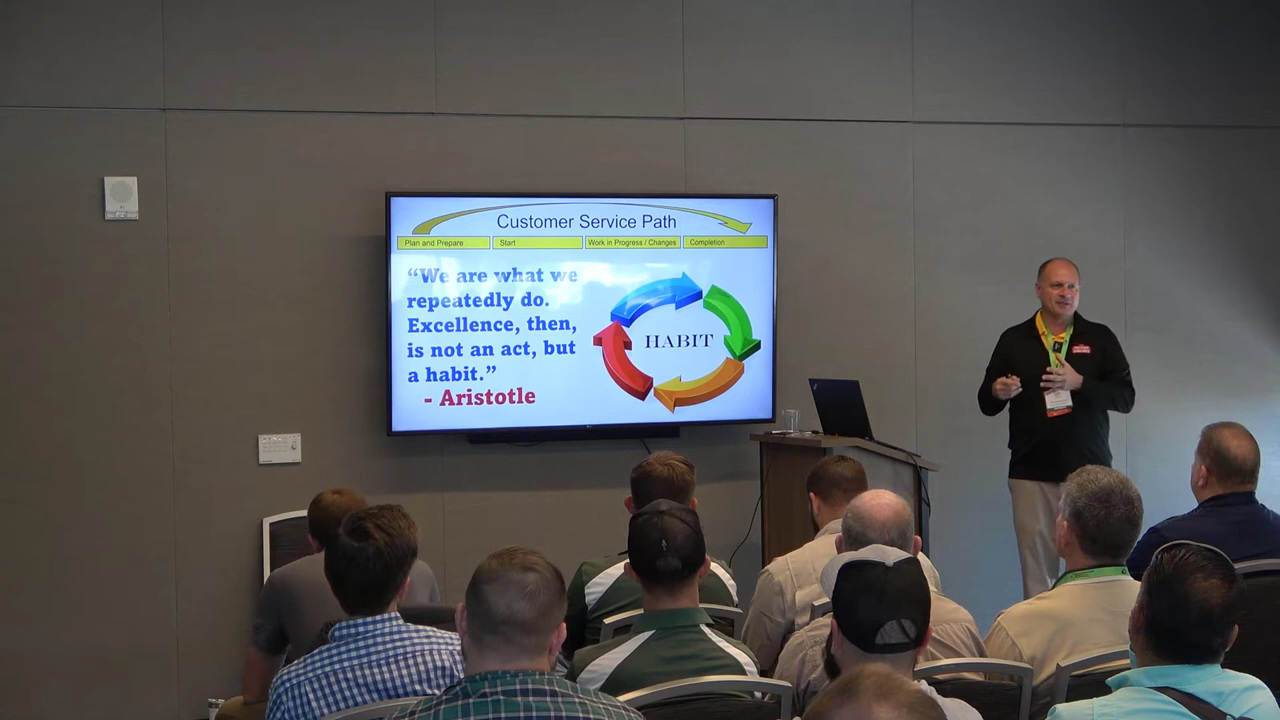 Customer Service Path
Plan and Prepare
Start
Work in Progress / Changes
Completion
“We are what we
repeatedly do.
Excellence, then,
is not an act, but
a habit.”
- Aristotle
HABIT